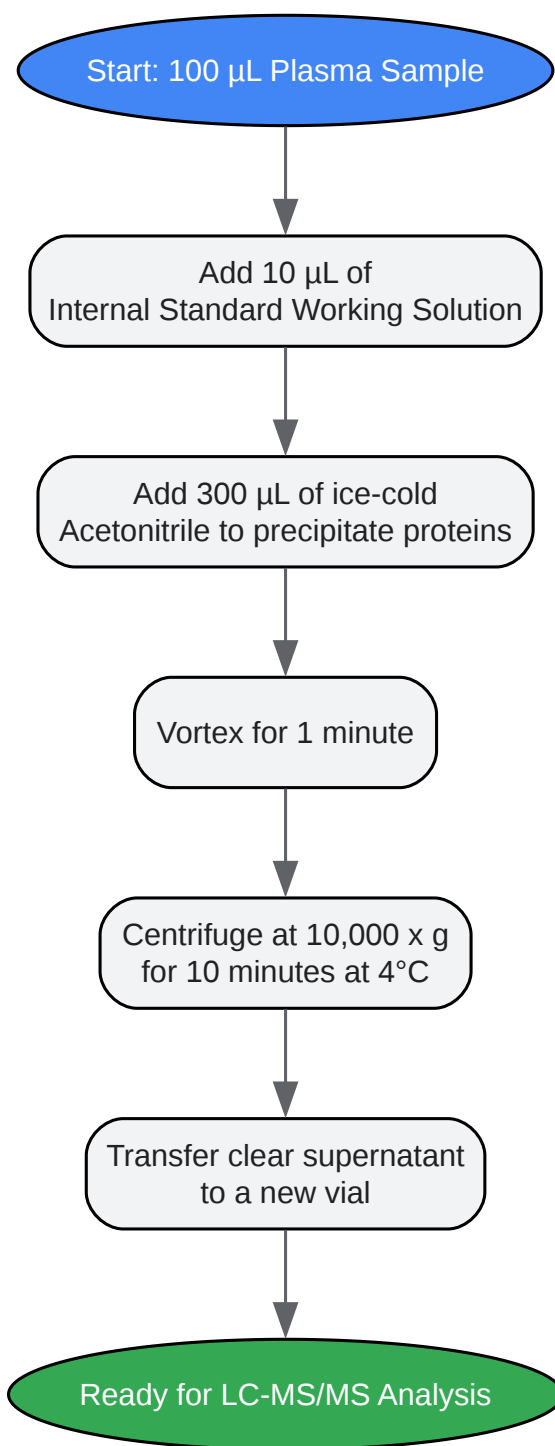 Start: 100 µL Plasma Sample
Add 10 µL of
Internal Standard Working Solution
Add 300 µL of ice-cold
Acetonitrile to precipitate proteins
Vortex for 1 minute
Centrifuge at 10,000 x g
for 10 minutes at 4°C
Transfer clear supernatant
to a new vial
Ready for LC-MS/MS Analysis